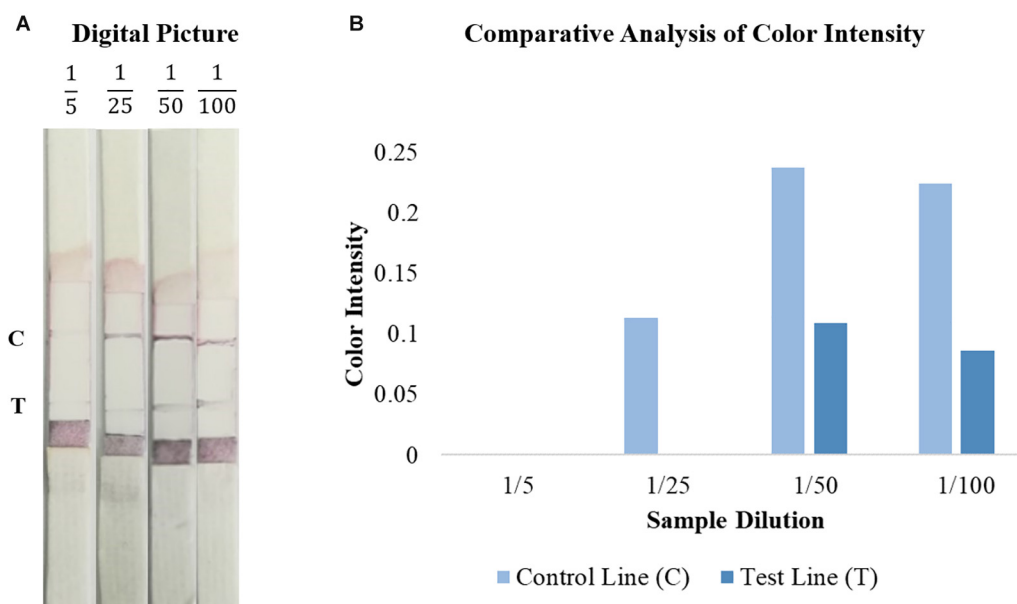 A
Digital Picture
1/5 1/25 1/50 1/100
C
T
B
Comparative Analysis of Color Intensity
Color Intensity
0.25
0.2
0.15
0.1
0.05
0
1/5 1/25 1/50 1/100
Sample Dilution
Control Line (C) Test Line (T)